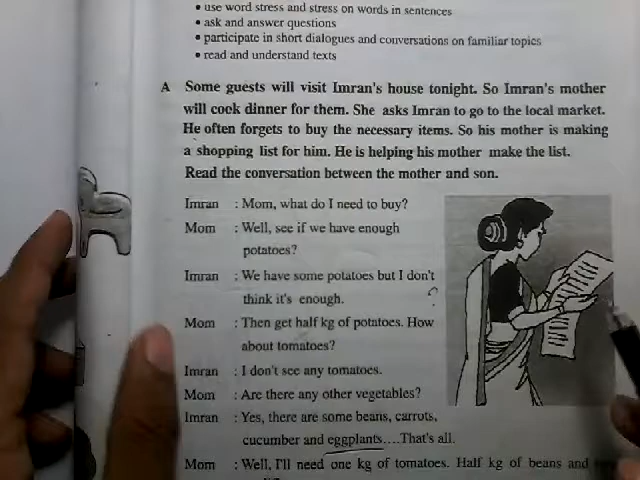 • use word stress and stress on words in sentences
• ask and answer questions
• participate in short dialogues and conversations on familiar topics
• read and understand texts
A Some guests will visit Imran's house tonight. So Imran's mother
will cook dinner for them. She asks Imran to go to the local market.
He often forgets to buy the necessary items. So his mother is making
a shopping list for him. He is helping his mother make the list.
Read the conversation between the mother and son.
Imran : Mom, what do I need to buy?
Mom : Well, see if we have enough
potatoes?
Imran : We have some potatoes but I don't
think it's enough.
Mom : Then get half kg of potatoes. How
about tomatoes?
Imran : I don't see any tomatoes.
Mom : Are there any other vegetables?
Imran : Yes, there are some beans, carrots,
cucumber and eggplants....That's all.
Mom : Well, I'll need one kg of tomatoes. Half kg of beans and